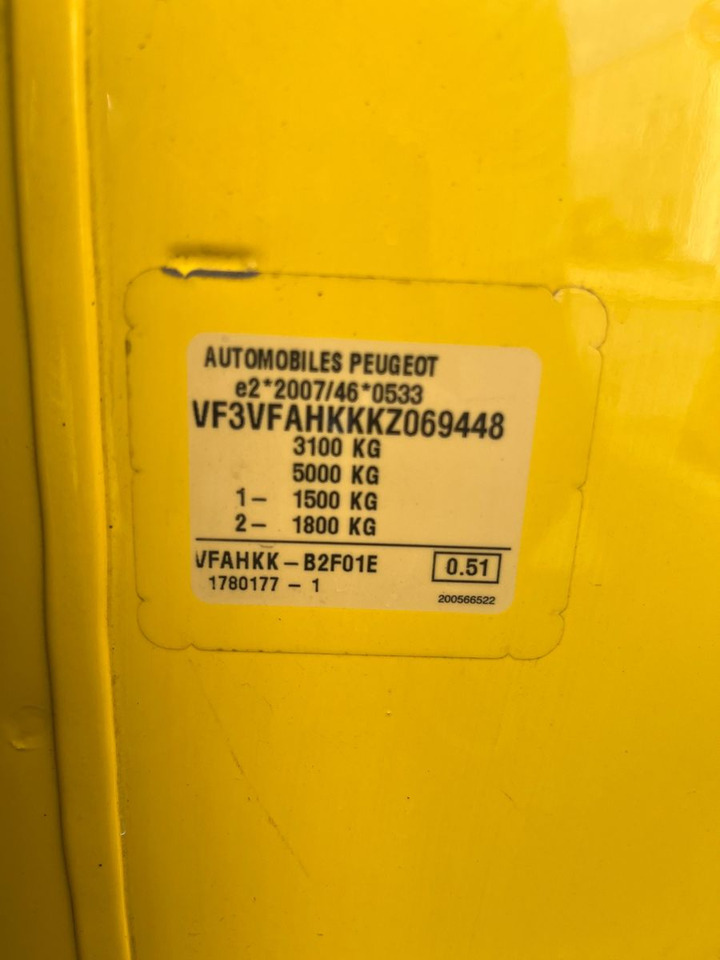 AUTOMOBILES PEUGEOT
e2*2007/46*0533
VF3VFAHKKKZ069448
3100 KG
5000 KG
1- 1500 KG
2- 1800 KG
VFAHKK-B2F01E 0.51
1780177 - 1
200566522